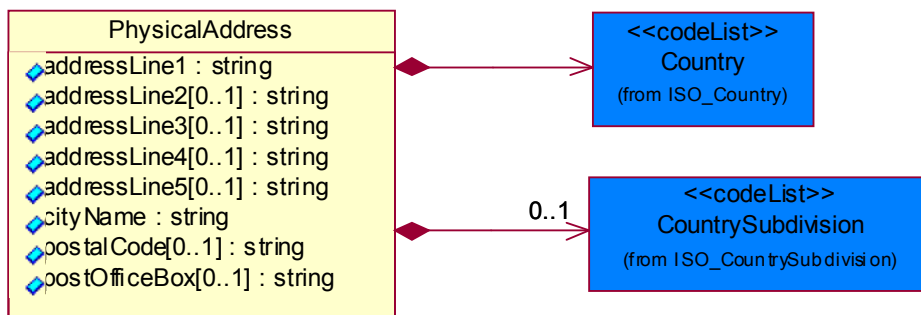 PhysicalAddress
addressLine1 : string
addressLine2[0..1] : string
addressLine3[0..1] : string
addressLine4[0..1] : string
addressLine5[0..1] : string
cityName : string
postalCode[0..1] : string
postOfficeBox[0..1] : string
<<codeList>>
Country
(from ISO_Country)
0..1
<<codeList>>
CountrySubdivision
(from ISO_CountrySubdivision)